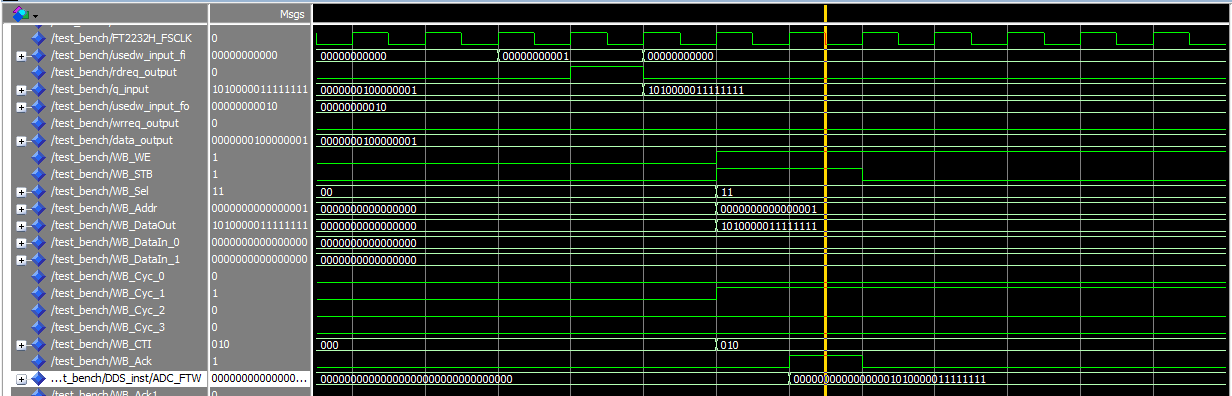 Msgs
/test_bench/FT2232H_FSCLK 0
/test_bench/usedw_input_fi 00000000000 00000000000 00000000001 00000000000
/test_bench/rdreq_output 0
/test_bench/q_input 1010000011111111 0000000100000001 1010000011111111
/test_bench/usedw_input_fo 00000000010 00000000010
/test_bench/wrreq_output 0
/test_bench/data_output 0000000100000001 0000000100000001
/test_bench/WB_WE 1
/test_bench/WB_STB 1
/test_bench/WB_Sel 11 00 11
/test_bench/WB_Addr 0000000000000001 0000000000000000 0000000000000001
/test_bench/WB_DataOut 1010000011111111 0000000000000000 1010000011111111
/test_bench/WB_DataIn_0 0000000000000000 0000000000000000
/test_bench/WB_DataIn_1 0000000000000000 0000000000000000
/test_bench/WB_Cyc_0 0
/test_bench/WB_Cyc_1 1
/test_bench/WB_Cyc_2 0
/test_bench/WB_Cyc_3 0
/test_bench/WB_CTI 010 000 010
/test_bench/WB_Ack 1
...t_bench/DDS_inst/ADC_FTW 00000000000000... 00000000000000000000000000000000 00000000000000001010000011111111
/test_bench/WB_Ack1 0